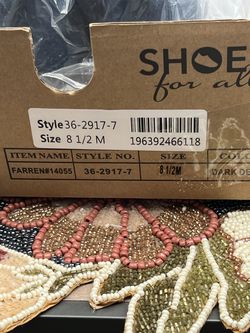 SHOE
for all
Style 36-2917-7
Size 8 1/2 M
196392466118
ITEM NAME STYLE NO. SIZE
FARREN#14055 36-2917-7 8 1/2M DARK DE